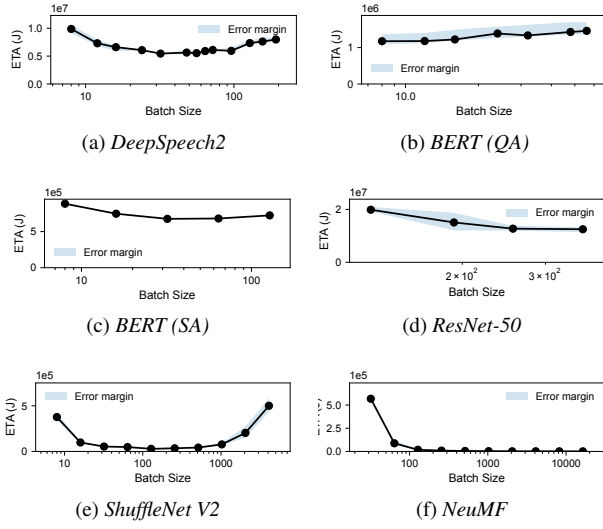 1e7
ETA (J)
1.0
0.5
0.0
Error margin
10
100
Batch Size
(a) DeepSpeech2
1e6
ETA (J)
1
0
Error margin
10.0
Batch Size
(b) BERT (QA)
1e5
ETA (J)
5
0
Error margin
10
100
Batch Size
(c) BERT (SA)
1e7
ETA (J)
2
0
Error margin
2 × 10²
3 × 10²
Batch Size
(d) ResNet-50
1e5
ETA (J)
5
0
Error margin
10
100
1000
Batch Size
(e) ShuffleNet V2
1e5
ETA (J)
5.0
2.5
0.0
Error margin
100
1000
10000
Batch Size
(f) NeuMF